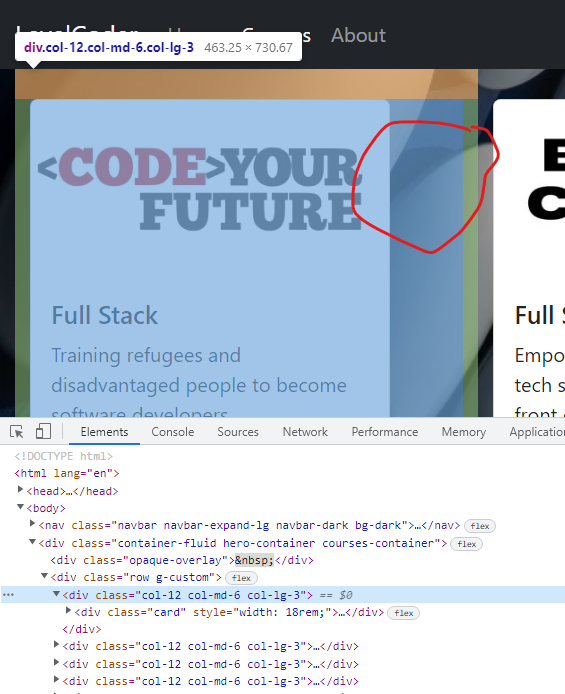 About
div.col-12.col-md-6.col-lg-3 463.25 × 730.67
<CODE>YOUR
FUTURE
Full Stack
Training refugees and
disadvantaged people to become
software developers
Full
Empo
tech s
front
Elements Console Sources Network Performance Memory Application
<!DOCTYPE html>
<html lang="en">
<head>…</head>
<body>
<nav class="navbar navbar-expand-lg navbar-dark bg-dark">…</nav> flex
<div class="container-fluid hero-container courses-container"> flex
<div class="opaque-overlay">&nbsp;</div>
<div class="row g-custom"> flex
<div class="col-12 col-md-6 col-lg-3"> == $0
<div class="card" style="width: 18rem;">…</div> flex
</div>
<div class="col-12 col-md-6 col-lg-3">…</div>
<div class="col-12 col-md-6 col-lg-3">…</div>
<div class="col-12 col-md-6 col-lg-3">…</div>